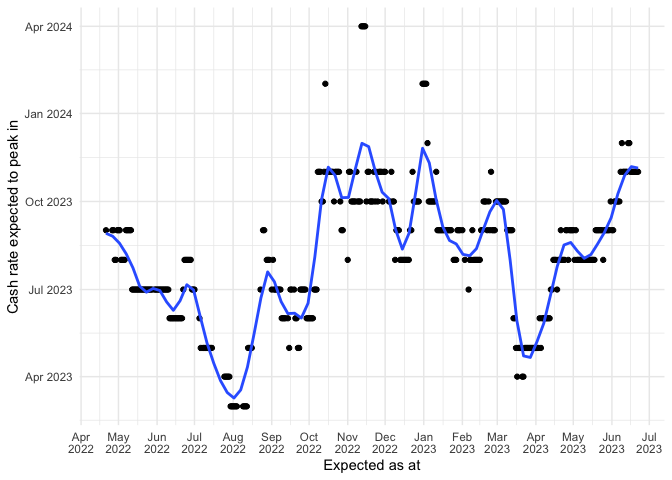 Apr 2024
Jan 2024
Oct 2023
Jul 2023
Apr 2023
Cash rate expected to peak in
Apr May Jun Jul Aug Sep Oct Nov Dec Jan Feb Mar Apr May Jun Jul
2022 2022 2022 2022 2022 2022 2022 2022 2022 2023 2023 2023 2023 2023 2023 2023
Expected as at